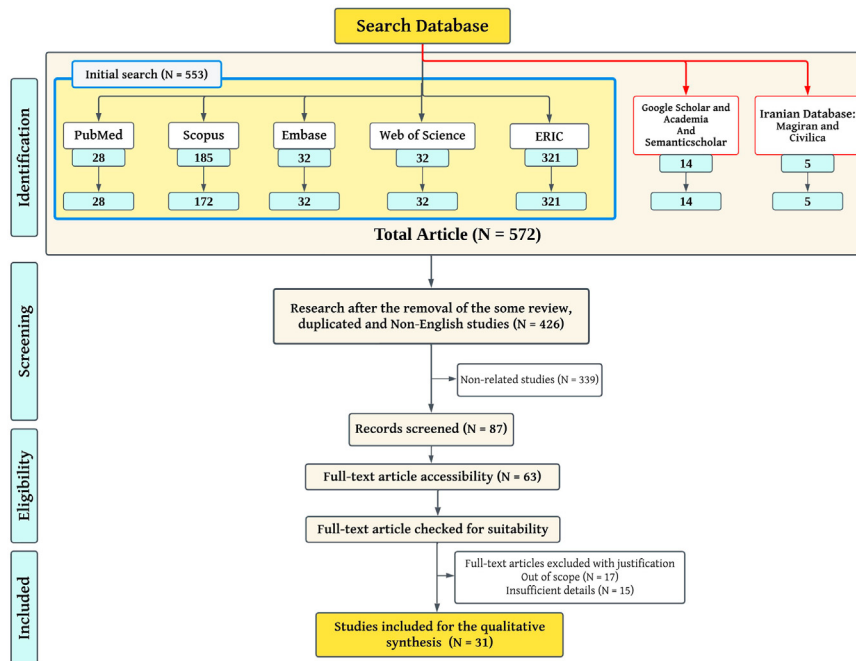 Search Database
Initial search (N = 553)
PubMed
28
28
Scopus
185
172
Embase
32
32
Web of Science
32
32
ERIC
321
321
Google Scholar and
Academia
And
Semanticscholar
14
14
Iranian Database:
Magiran and
Civilica
5
5
Total Article (N = 572)
Identification
Screening
Research after the removal of the some review,
duplicated and Non-English studies (N = 426)
Non-related studies (N = 339)
Records screened (N = 87)
Eligibility
Full-text article accessibility (N = 63)
Full-text article checked for suitability
Included
Full-text articles excluded with justification
Out of scope (N = 17)
Insufficient details (N = 15)
Studies included for the qualitative
synthesis (N = 31)